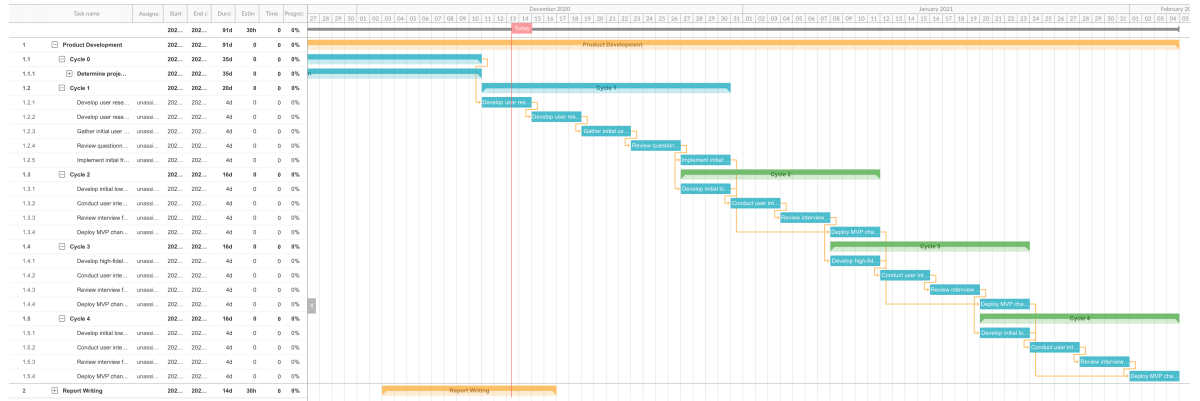 December 2020 January 2021 February 20
Task name Assigne Start End Dura Estin Time Progres 27 28 29 30 01 02 03 04 05 06 07 08 09 10 11 12 13 14 15 16 17 18 19 20 21 22 23 24 25 26 27 28 29 30 31 01 02 03 04 05 06 07 08 09 10 11 12 13 14 15 16 17 18 19 20 21 22 23 24 25 26 27 28 29 30 31 01 02 03 04 05
202... 202... 91d 30h 0 0% Today
1 Product Development 202... 202... 91d 0 0 0% Product Development
1.1 Cycle 0 202... 202... 35d 0 0 0%
1.1.1 Determine proje... 202... 202... 35d 0 0 0%
1.2 Cycle 1 202... 202... 20d 0 0 0% Cycle 1
1.2.1 Develop user rese... unassi... 202... 202... 4d 0 0 0% Develop user res...
1.2.2 Develop user rese... unassi... 202... 202... 4d 0 0 0% Develop user res...
1.2.3 Gather initial user ... unassi... 202... 202... 4d 0 0 0% Gather initial us...
1.2.4 Review questionn... unassi... 202... 202... 4d 0 0 0% Review questionn...
1.2.5 Implement initial fr... unassi... 202... 202... 4d 0 0 0% Implement initial ...
1.3 Cycle 2 202... 202... 16d 0 0 0% Cycle 2
1.3.1 Develop initial low... unassi... 202... 202... 4d 0 0 0% Develop initial lo...
1.3.2 Conduct user inte... unassi... 202... 202... 4d 0 0 0% Conduct user int...
1.3.3 Review interview f... unassi... 202... 202... 4d 0 0 0% Review interview...
1.3.4 Deploy MVP chan... unassi... 202... 202... 4d 0 0 0% Deploy MVP cha...
1.4 Cycle 3 202... 202... 16d 0 0 0% Cycle 3
1.4.1 Develop high-fidel... unassi... 202... 202... 4d 0 0 0% Develop high-fid...
1.4.2 Conduct user inte... unassi... 202... 202... 4d 0 0 0% Conduct user int...
1.4.3 Review interview f... unassi... 202... 202... 4d 0 0 0% Review interview...
1.4.4 Deploy MVP chan... unassi... 202... 202... 4d 0 0 0% Deploy MVP cha...
1.5 Cycle 4 202... 202... 16d 0 0 0% Cycle 4
1.5.1 Develop initial low... unassi... 202... 202... 4d 0 0 0% Develop initial lo...
1.5.2 Conduct user inte... unassi... 202... 202... 4d 0 0 0% Conduct user int...
1.5.3 Review interview f... unassi... 202... 202... 4d 0 0 0% Review interview...
1.5.4 Deploy MVP chan... unassi... 202... 202... 4d 0 0 0% Deploy MVP cha...
2 Report Writing 202... 202... 14d 30h 0 0% Report Writing